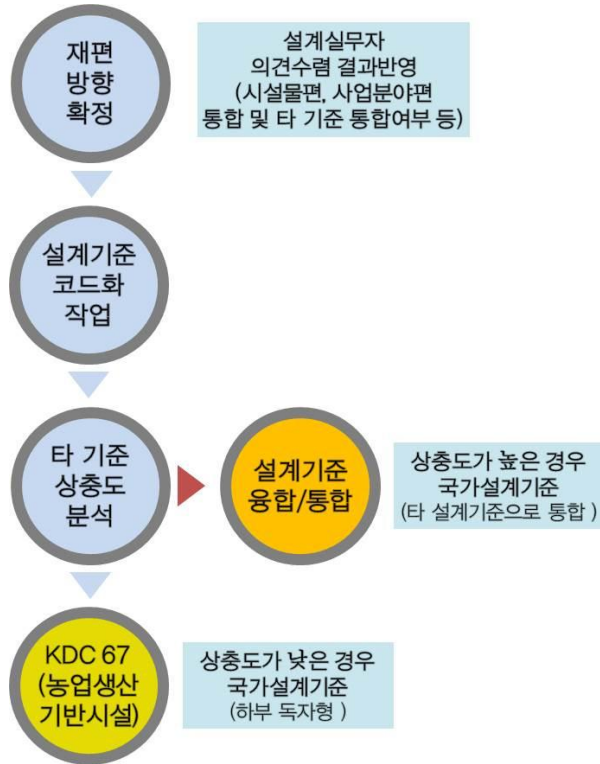 재편
방향
확정
설계실무자
의견수렴 결과반영
(시설물편, 사업분야편
통합 및 타 기준 통합여부 등)
설계기준
코드화
작업
타 기준
상충도
분석
설계기준
융합/통합
상충도가 높은 경우
국가설계기준
(타 설계기준으로 통합 )
KDC 67
(농업생산
기반시설)
상충도가 낮은 경우
국가설계기준
(하부 독자형 )